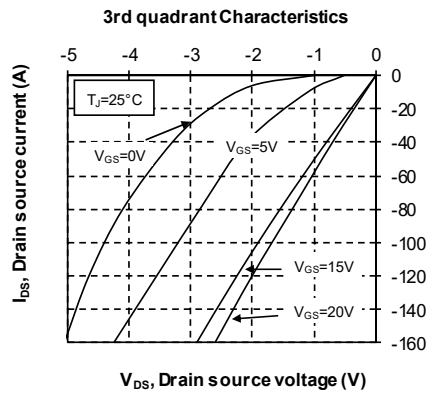 3rd quadrant Characteristics
-5 -4 -3 -2 -1 0
TJ=25°C
VGS=0V
VGS=5V
VGS=15V
VGS=20V
0
-20
-40
-60
-80
-100
-120
-140
-160
IDS, Drain source current (A)
VDS, Drain source voltage (V)